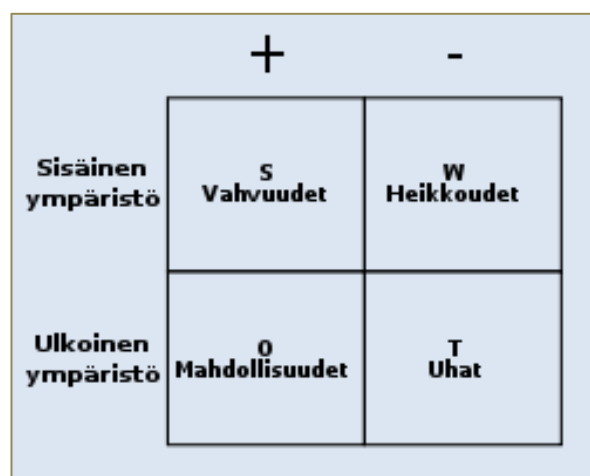 + -
Sisäinen
ympäristö
S
Vahvuudet
W
Heikkoudet
Ulkoinen
ympäristö
O
Mahdollisuudet
T
Uhat